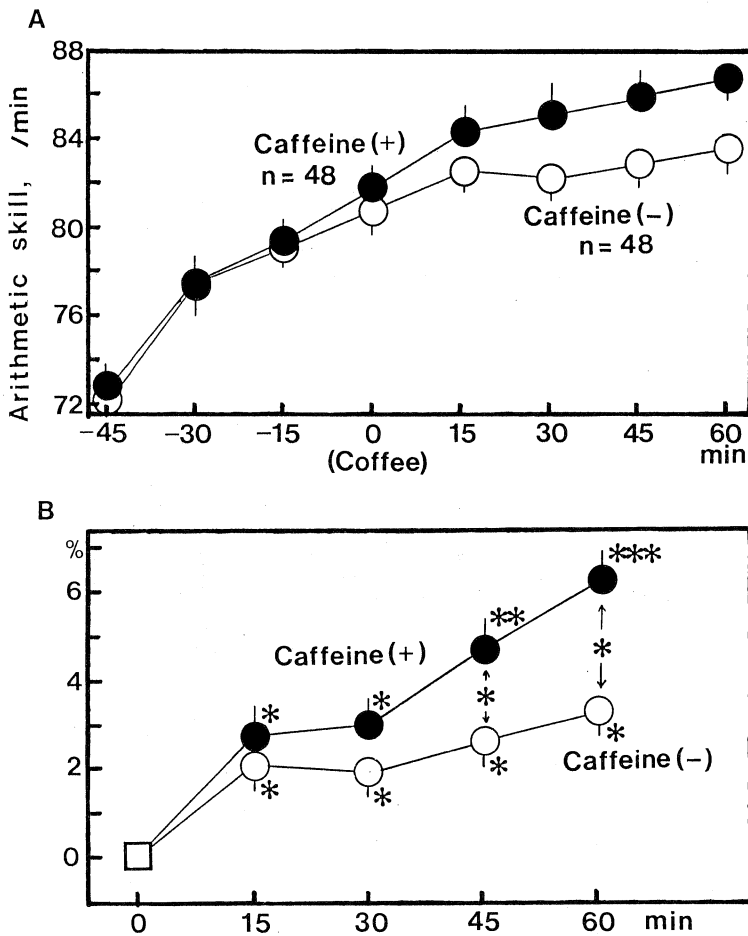 A
Arithmetic skill, /min
88
84
80
76
72
Caffeine(+)
n = 48
Caffeine(−)
n = 48
−45 −30 −15 0 15 30 45 60
(Coffee) min
B
%
6
4
2
0
Caffeine(+)
Caffeine(−)
* * ** ***
* *
* * * *
0 15 30 45 60 min